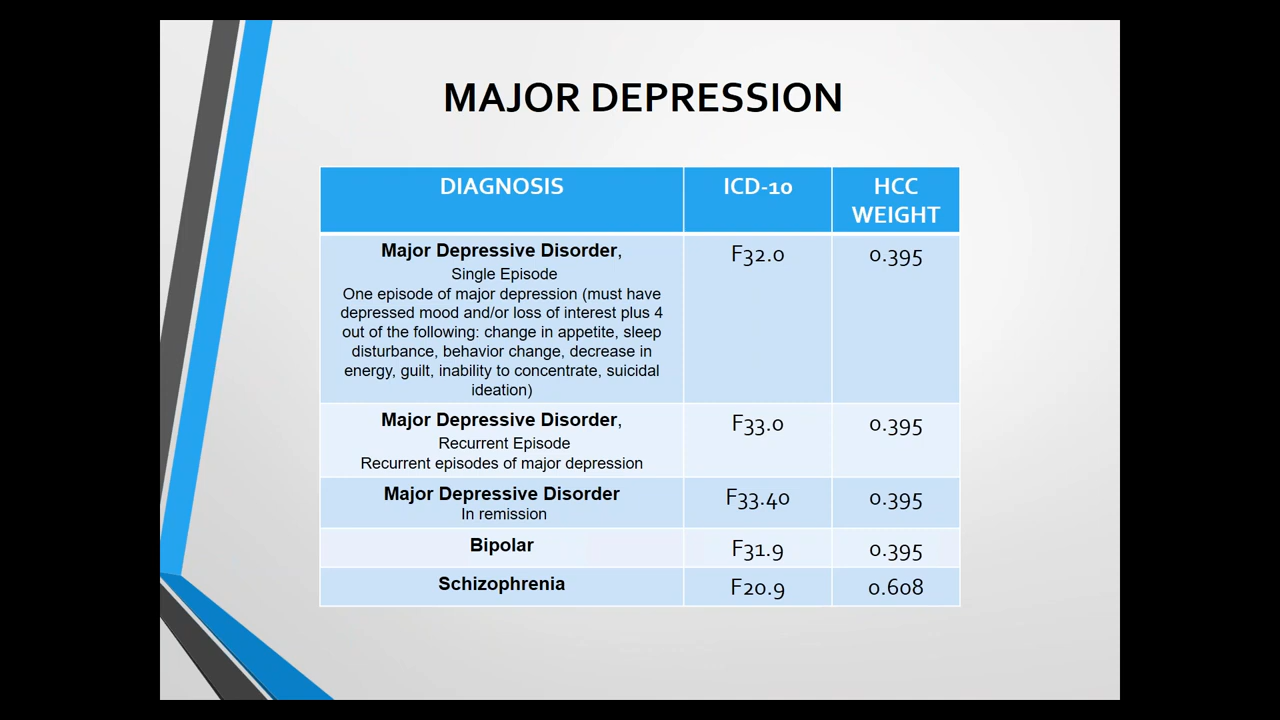 MAJOR DEPRESSION
DIAGNOSIS
ICD-10
HCC
WEIGHT
Major Depressive Disorder,
Single Episode
One episode of major depression (must have
depressed mood and/or loss of interest plus 4
out of the following: change in appetite, sleep
disturbance, behavior change, decrease in
energy, guilt, inability to concentrate, suicidal
ideation)
F32.0
0.395
Major Depressive Disorder,
Recurrent Episode
Recurrent episodes of major depression
F33.0
0.395
Major Depressive Disorder
In remission
F33.40
0.395
Bipolar
F31.9
0.395
Schizophrenia
F20.9
0.608